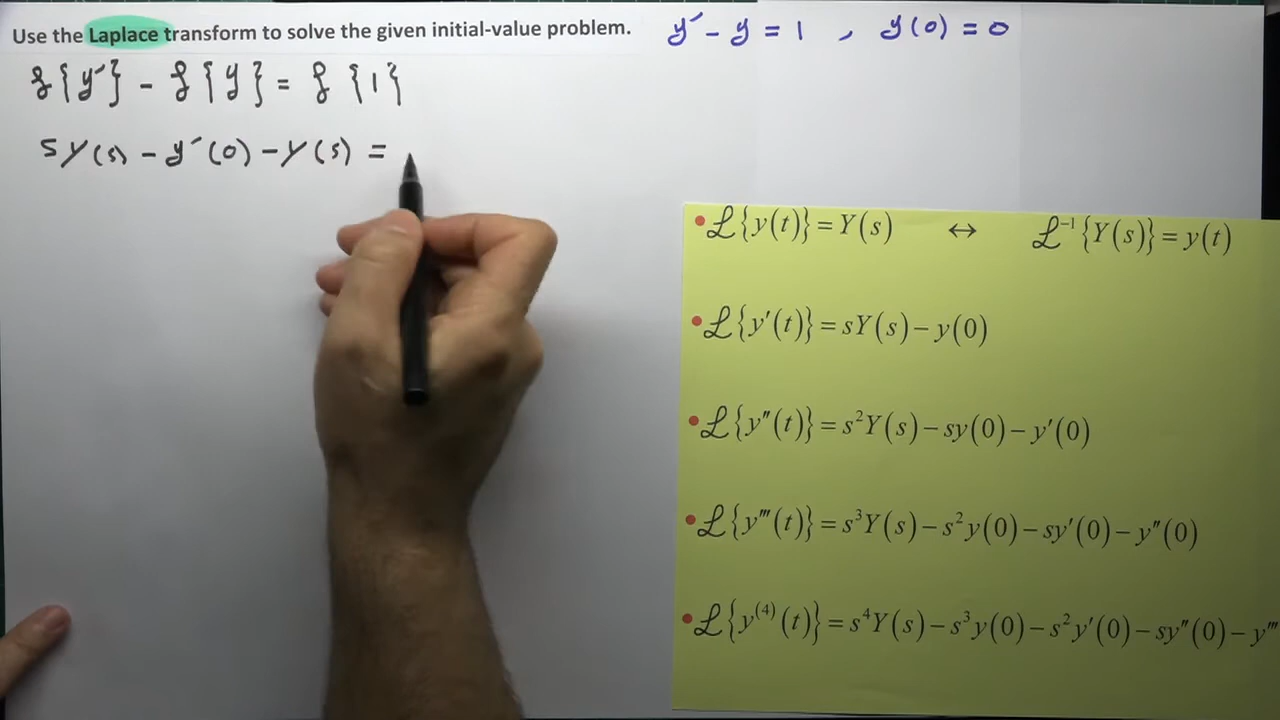 Use the Laplace transform to solve the given initial-value problem. y′ - y = 1 , y(0) = 0
ℒ{y′} - ℒ{y} = ℒ{1}
sY(s) - y′(0) - Y(s) =
• ℒ{y(t)} = Y(s) ↔ ℒ⁻¹{Y(s)} = y(t)
• ℒ{y′(t)} = sY(s) − y(0)
• ℒ{y″(t)} = s²Y(s) − sy(0) − y′(0)
• ℒ{y‴(t)} = s³Y(s) − s²y(0) − sy′(0) − y″(0)
• ℒ{y⁽⁴⁾(t)} = s⁴Y(s) − s³y(0) − s²y′(0) − sy″(0) − y‴